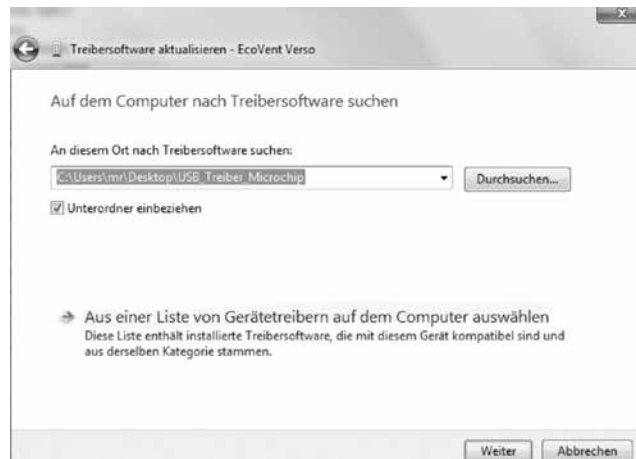 Treibersoftware aktualisieren - EcoVent Verso
Auf dem Computer nach Treibersoftware suchen
An diesem Ort nach Treibersoftware suchen:
C:\Users\mr\Desktop\USB_Treiber_Microchip
Durchsuchen...
Unterordner einbeziehen
Aus einer Liste von Gerätetreibern auf dem Computer auswählen
Diese Liste enthält installierte Treibersoftware, die mit diesem Gerät kompatibel sind und
aus derselben Kategorie stammen.
Weiter
Abbrechen